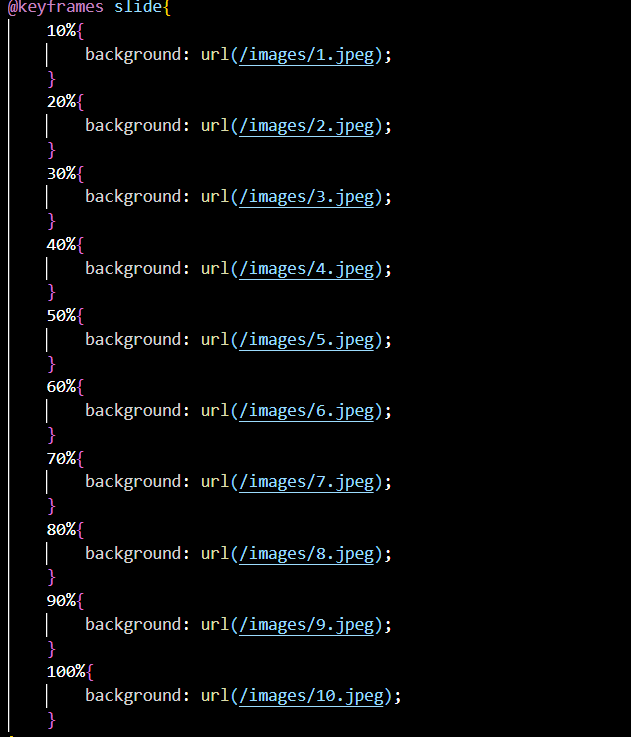 @keyframes slide{
    10%{
        background: url(/images/1.jpeg);
    }
    20%{
        background: url(/images/2.jpeg);
    }
    30%{
        background: url(/images/3.jpeg);
    }
    40%{
        background: url(/images/4.jpeg);
    }
    50%{
        background: url(/images/5.jpeg);
    }
    60%{
        background: url(/images/6.jpeg);
    }
    70%{
        background: url(/images/7.jpeg);
    }
    80%{
        background: url(/images/8.jpeg);
    }
    90%{
        background: url(/images/9.jpeg);
    }
    100%{
        background: url(/images/10.jpeg);
    }